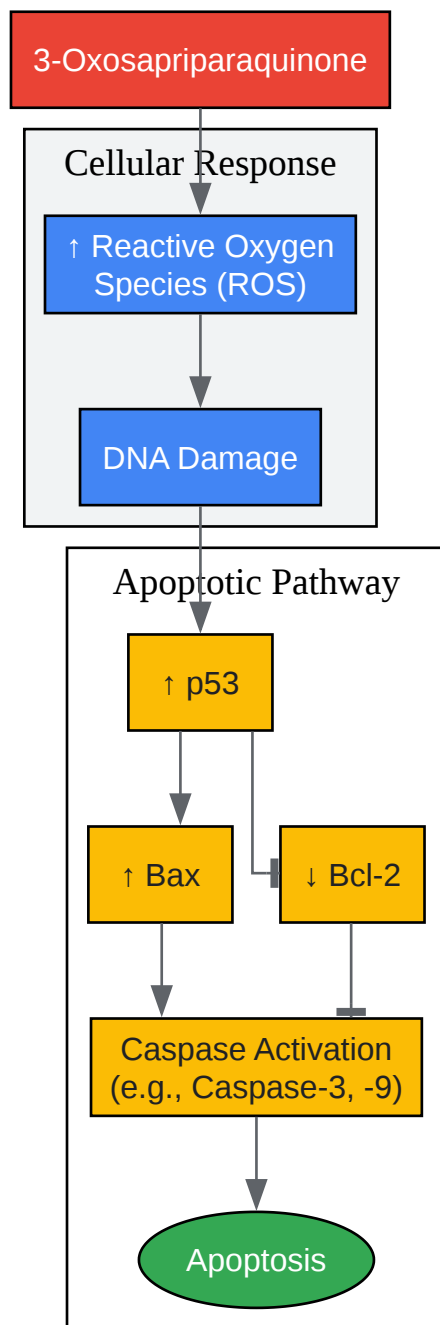 3-Oxosapriparaquinone
Cellular Response
↑ Reactive Oxygen
Species (ROS)
DNA Damage
Apoptotic Pathway
↑ p53
↑ Bax
↓ Bcl-2
Caspase Activation
(e.g., Caspase-3, -9)
Apoptosis